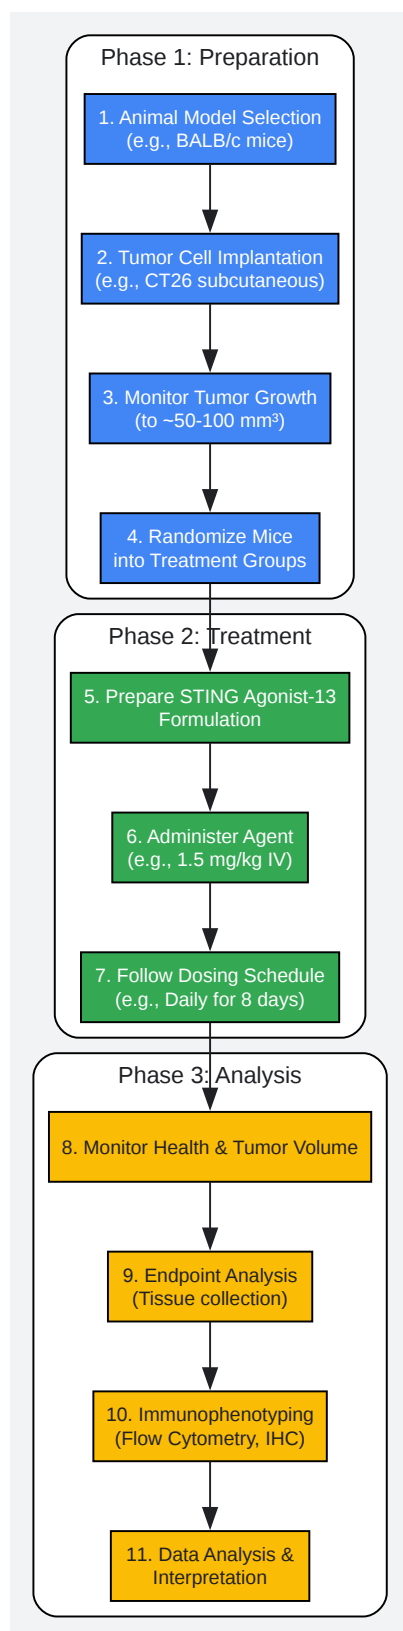 Phase 1: Preparation
1. Animal Model Selection
(e.g., BALB/c mice)
2. Tumor Cell Implantation
(e.g., CT26 subcutaneous)
3. Monitor Tumor Growth
(to ~50-100 mm³)
4. Randomize Mice
into Treatment Groups
Phase 2: Treatment
5. Prepare STING Agonist-13
Formulation
6. Administer Agent
(e.g., 1.5 mg/kg IV)
7. Follow Dosing Schedule
(e.g., Daily for 8 days)
Phase 3: Analysis
8. Monitor Health & Tumor Volume
9. Endpoint Analysis
(Tissue collection)
10. Immunophenotyping
(Flow Cytometry, IHC)
11. Data Analysis &
Interpretation